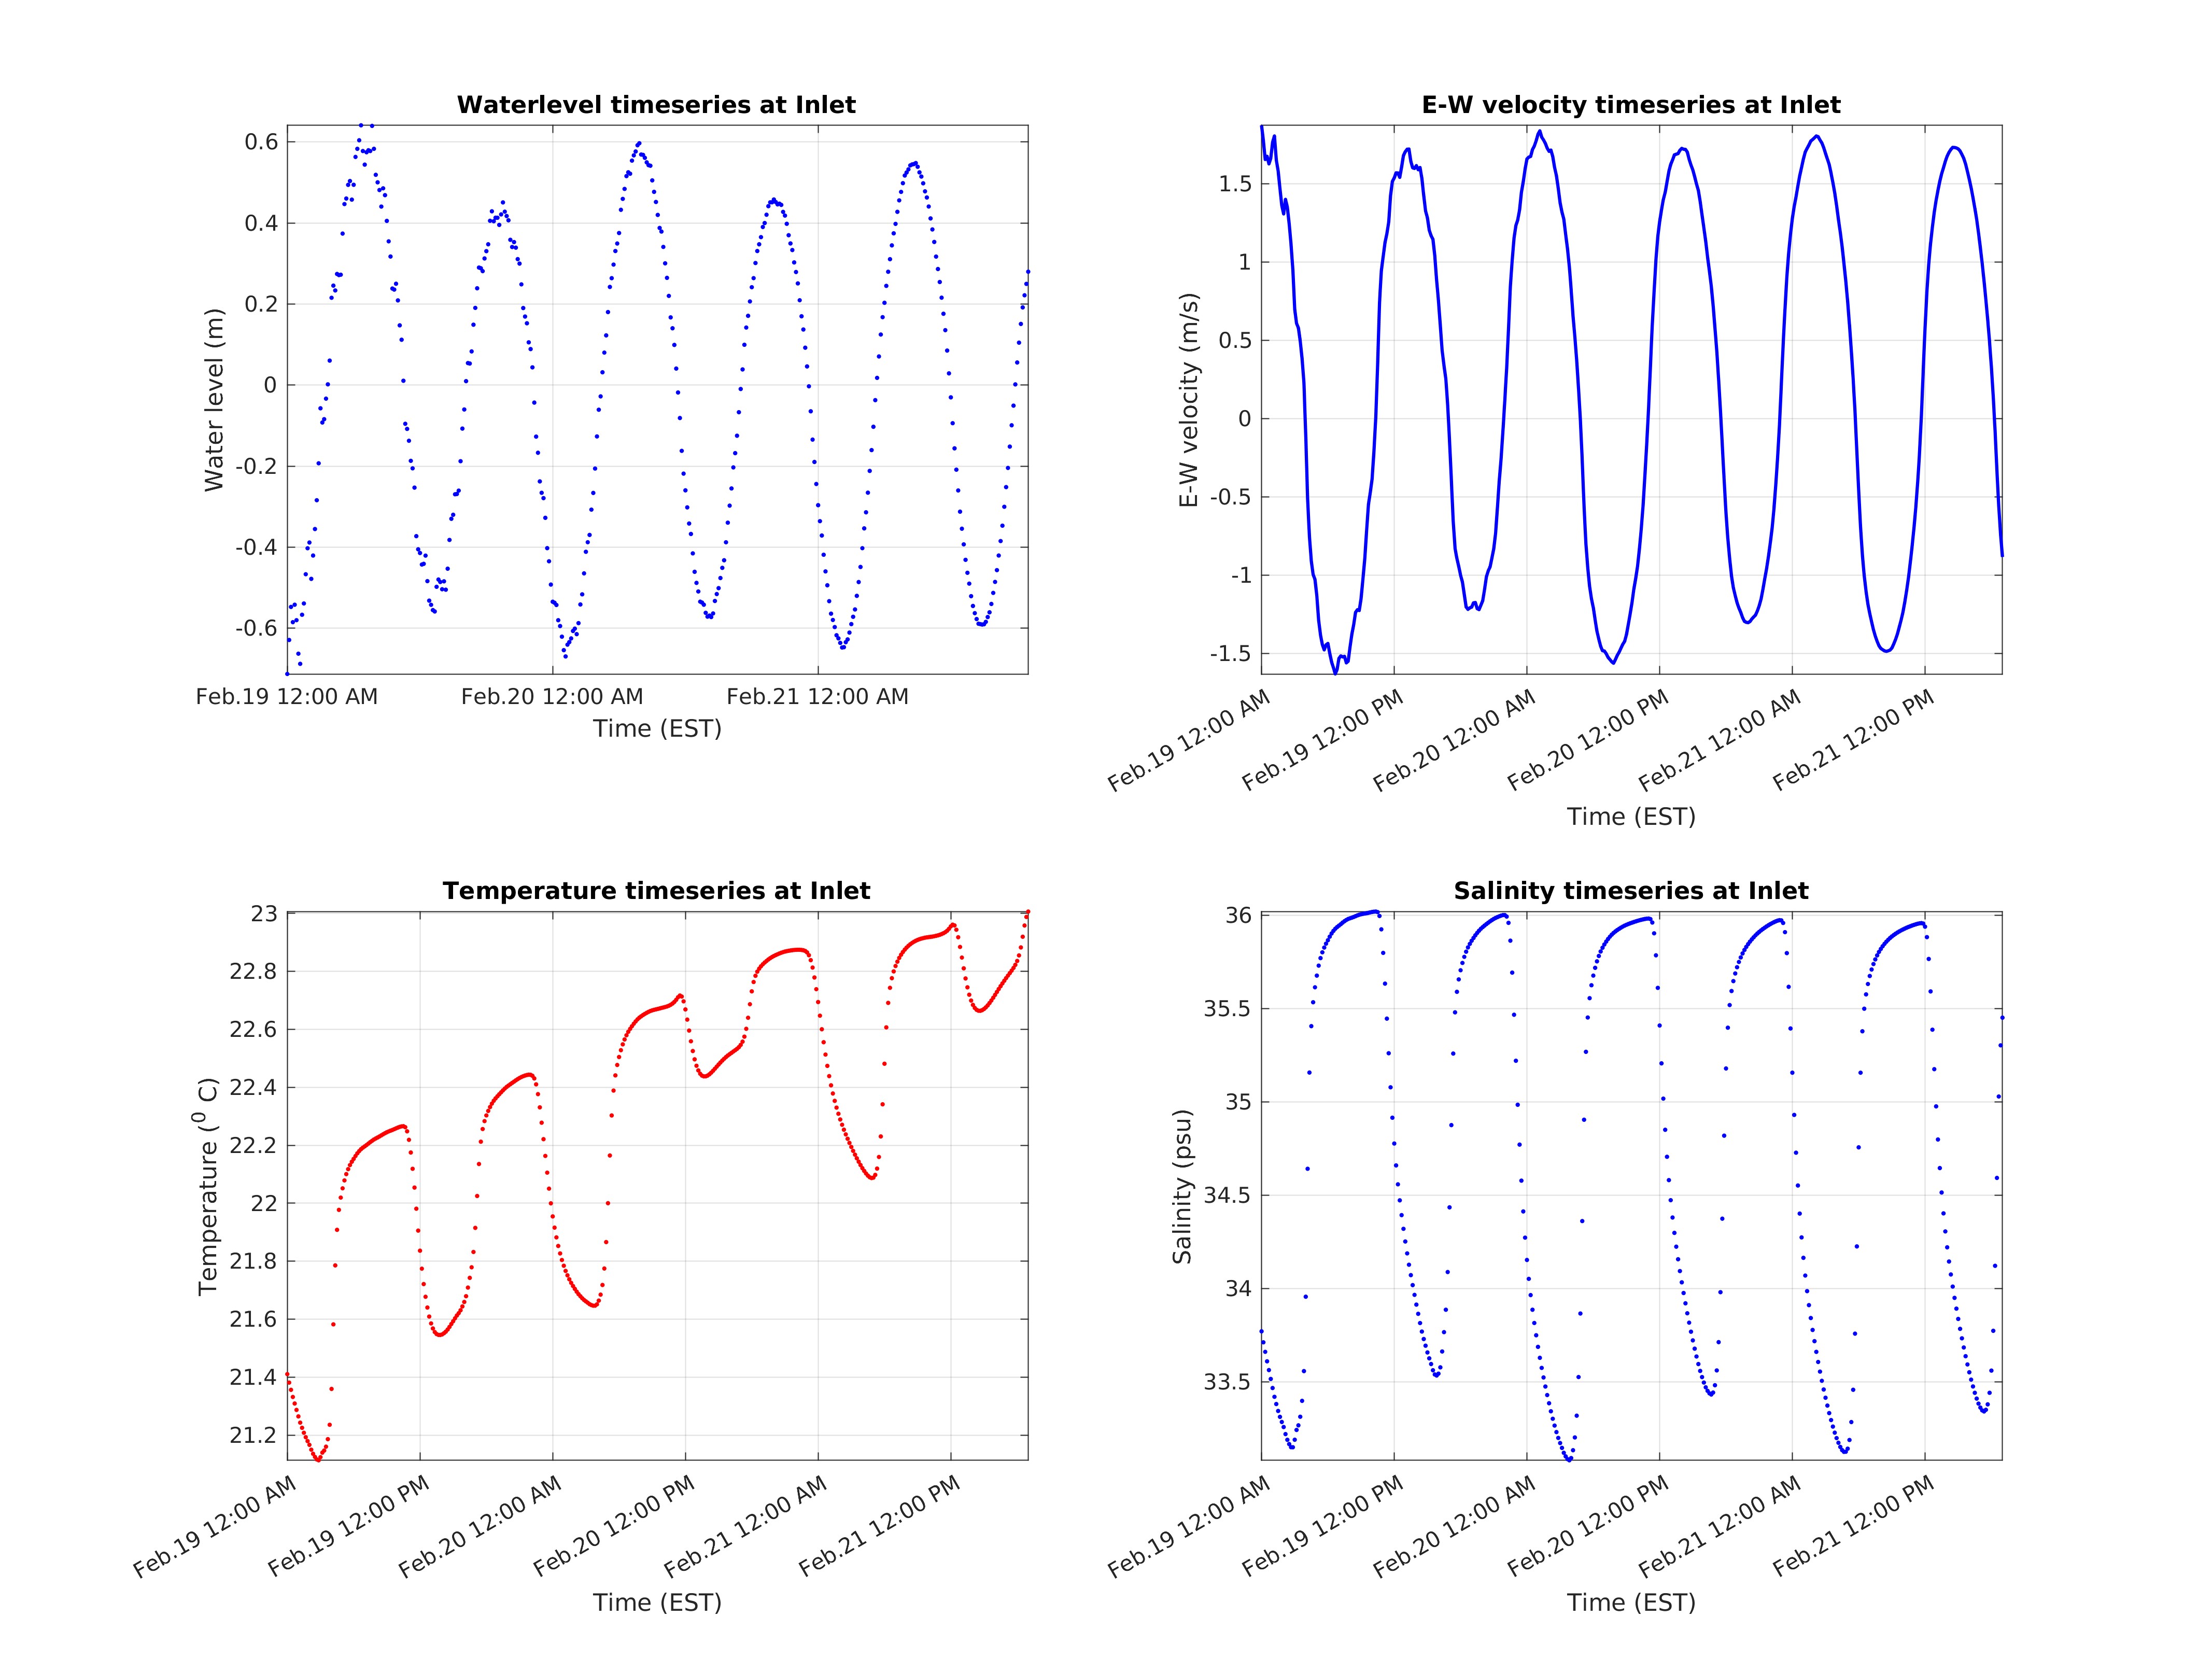 Waterlevel timeseries at Inlet
0.6
0.4
0.2
0
-0.2
-0.4
-0.6
Water level (m)
Feb.19 12:00 AM
Feb.20 12:00 AM
Feb.21 12:00 AM
Time (EST)
E-W velocity timeseries at Inlet
1.5
1
0.5
0
-0.5
-1
-1.5
E-W velocity (m/s)
Feb.19 12:00 AM
Feb.19 12:00 PM
Feb.20 12:00 AM
Feb.20 12:00 PM
Feb.21 12:00 AM
Feb.21 12:00 PM
Time (EST)
Temperature timeseries at Inlet
23
22.8
22.6
22.4
22.2
22
21.8
21.6
21.4
21.2
Temperature (⁰ C)
Feb.19 12:00 AM
Feb.19 12:00 PM
Feb.20 12:00 AM
Feb.20 12:00 PM
Feb.21 12:00 AM
Feb.21 12:00 PM
Time (EST)
Salinity timeseries at Inlet
36
35.5
35
34.5
34
33.5
Salinity (psu)
Feb.19 12:00 AM
Feb.19 12:00 PM
Feb.20 12:00 AM
Feb.20 12:00 PM
Feb.21 12:00 AM
Feb.21 12:00 PM
Time (EST)